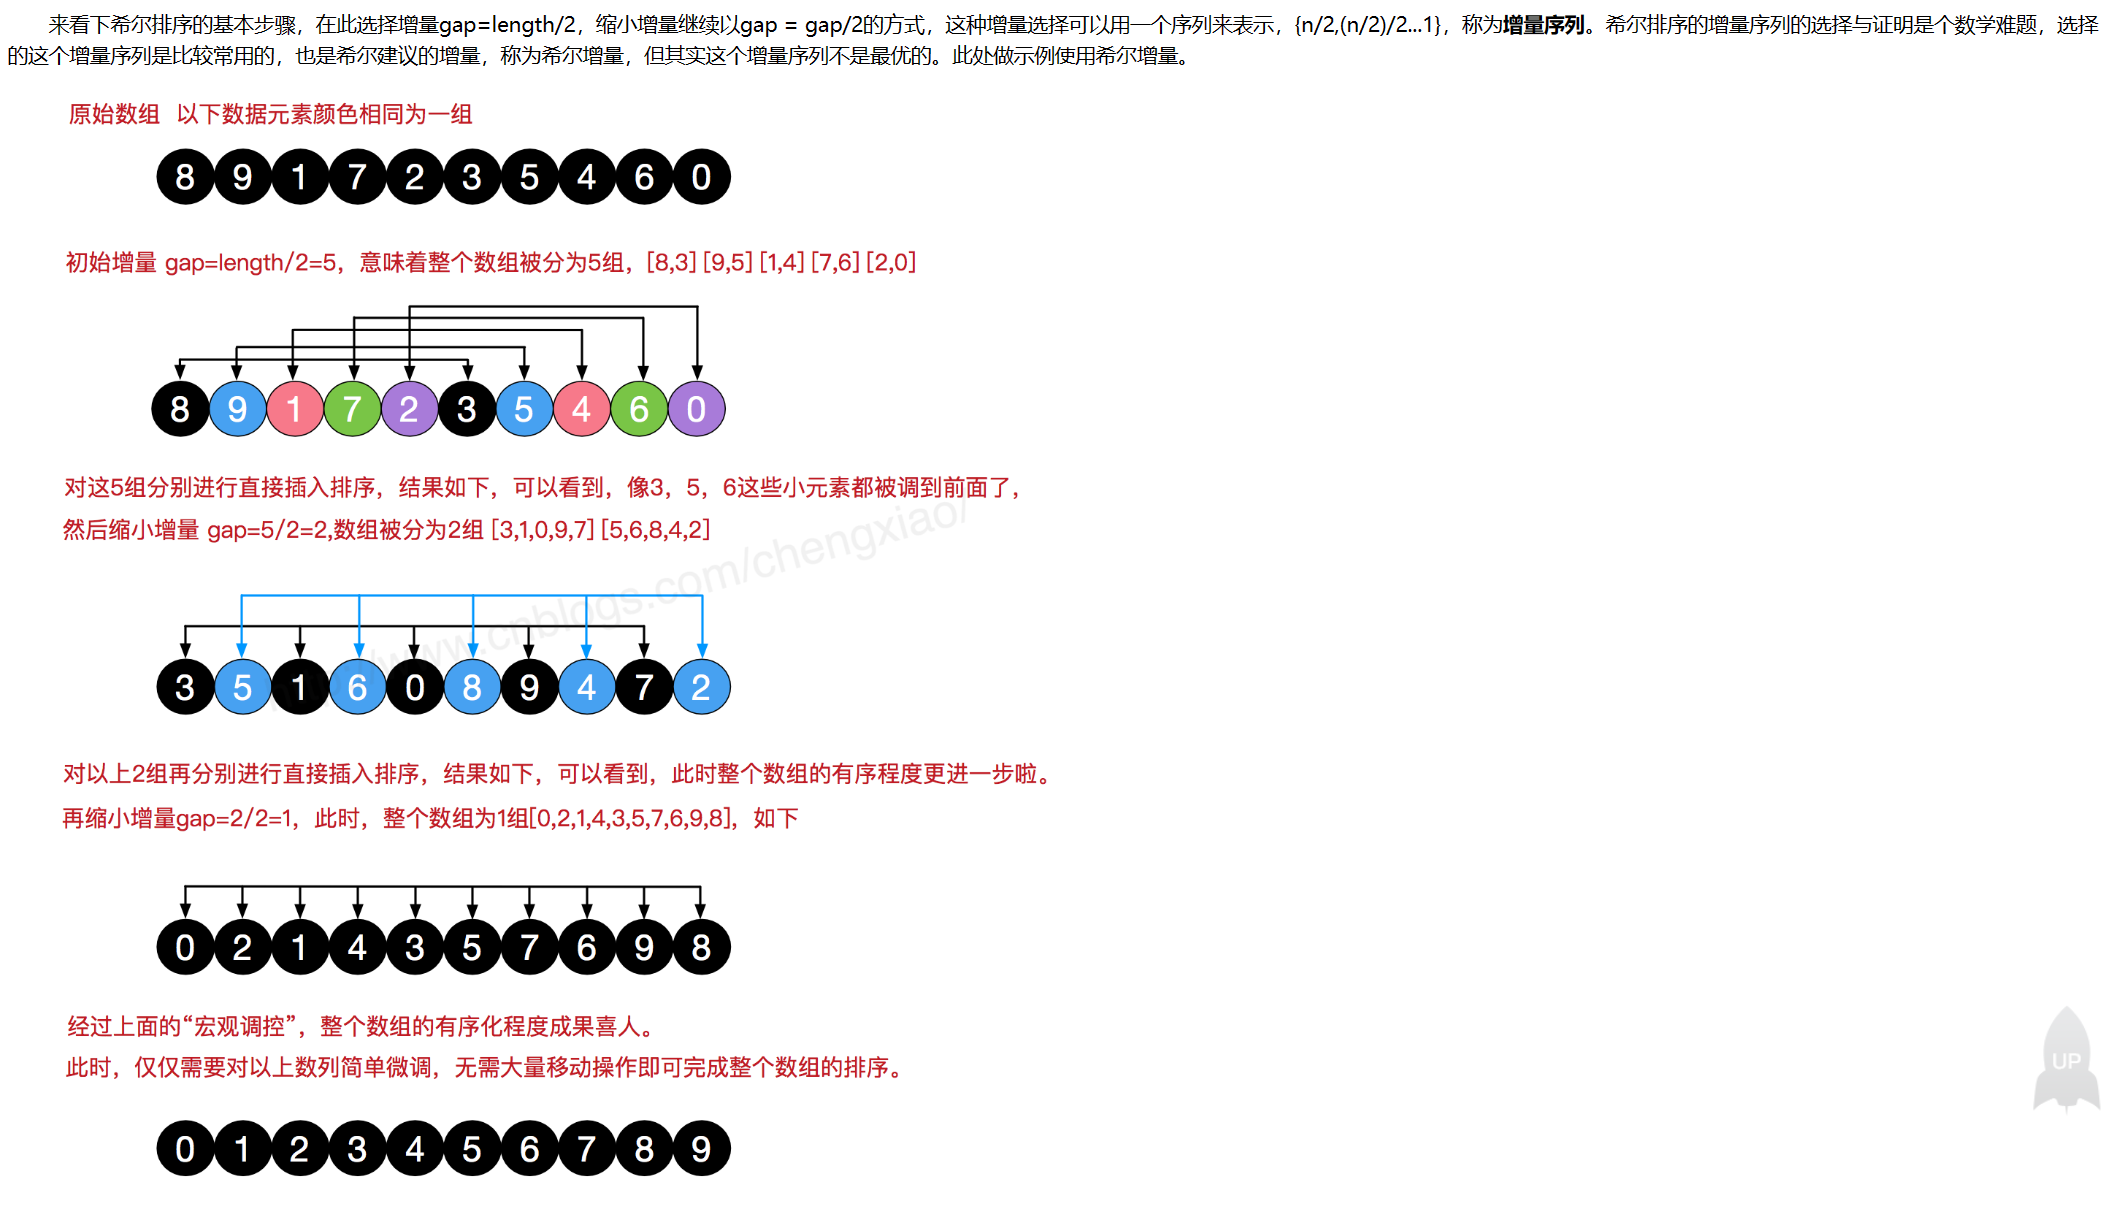 来看下希尔排序的基本步骤，在此选择增量gap=length/2，缩小增量继续以gap = gap/2的方式，这种增量选择可以用一个序列来表示，{n/2,(n/2)/2...1}，称为增量序列。希尔排序的增量序列的选择与证明是个数学难题，选择
的这个增量序列是比较常用的，也是希尔建议的增量，称为希尔增量，但其实这个增量序列不是最优的。此处做示例使用希尔增量。
原始数组 以下数据元素颜色相同为一组
8 9 1 7 2 3 5 4 6 0
初始增量 gap=length/2=5，意味着整个数组被分为5组，[8,3][9,5][1,4][7,6][2,0]
8 9 1 7 2 3 5 4 6 0
对这5组分别进行直接插入排序，结果如下，可以看到，像3，5，6这些小元素都被调到前面了，
然后缩小增量 gap=5/2=2,数组被分为2组 [3,1,0,9,7][5,6,8,4,2]
http://www.cnblogs.com/chengxiao/
3 5 1 6 0 8 9 4 7 2
对以上2组再分别进行直接插入排序，结果如下，可以看到，此时整个数组的有序程度更进一步啦。
再缩小增量gap=2/2=1，此时，整个数组为1组[0,2,1,4,3,5,7,6,9,8]，如下
0 2 1 4 3 5 7 6 9 8
经过上面的“宏观调控”，整个数组的有序化程度成果喜人。
此时，仅仅需要对以上数列简单微调，无需大量移动操作即可完成整个数组的排序。
UP
0 1 2 3 4 5 6 7 8 9